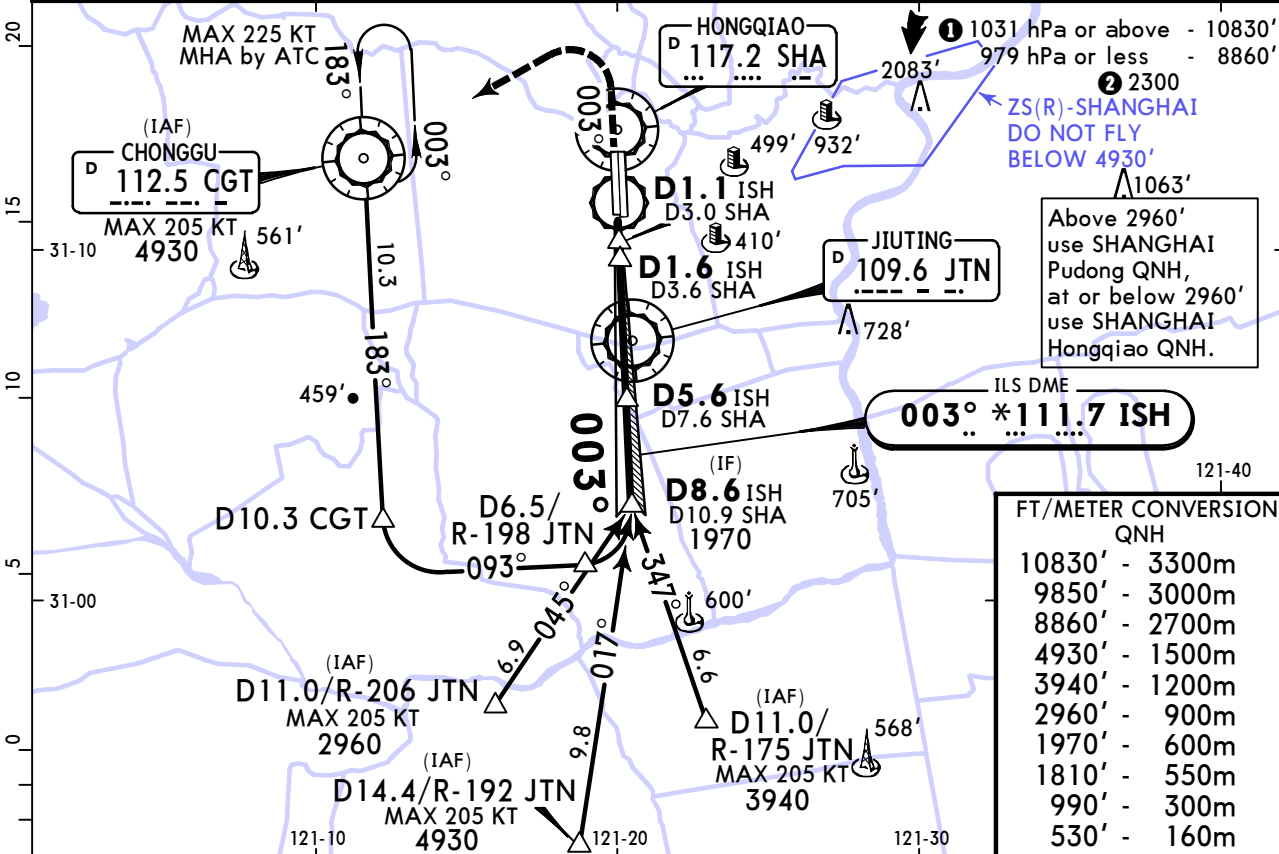 20
MAX 225 KT
MHA by ATC
183°
003°
(IAF)
CHONGGU
D 112.5 CGT
MAX 205 KT
4930
561'
15
31-10
10.3
183°
10
459'
D10.3 CGT
5
31-00
0
003°
HONGQIAO
D 117.2 SHA
2083'
1 1031 hPa or above - 10830'
979 hPa or less - 8860'
2 2300
ZS(R)-SHANGHAI
DO NOT FLY
BELOW 4930'
499'
932'
1063'
D1.1 ISH
D3.0 SHA
410'
D1.6 ISH
D3.6 SHA
JIUTING
D 109.6 JTN
728'
Above 2960'
use SHANGHAI
Pudong QNH,
at or below 2960'
use SHANGHAI
Hongqiao QNH.
D5.6 ISH
D7.6 SHA
ILS DME
003° *111.7 ISH
003°
(IF)
D8.6 ISH
D10.9 SHA
1970
705'
121-40
D6.5/
R-198 JTN
093°
045°
6.9
017°
9.8
347°
6.6
600'
(IAF)
D11.0/R-206 JTN
MAX 205 KT
2960
(IAF)
D14.4/R-192 JTN
MAX 205 KT
4930
(IAF)
D11.0/
R-175 JTN
MAX 205 KT
3940
568'
121-10
121-20
121-30
FT/METER CONVERSION
QNH
10830' - 3300m
9850' - 3000m
8860' - 2700m
4930' - 1500m
3940' - 1200m
2960' - 900m
1970' - 600m
1810' - 550m
990' - 300m
530' - 160m